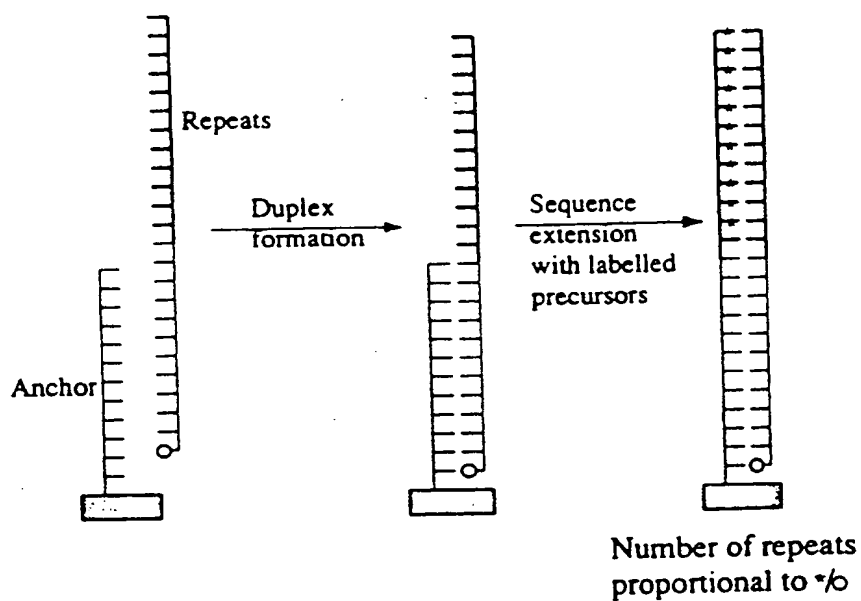 Repeats
Duplex
formation
Sequence
extension
with labelled
precursors
Anchor
Number of repeats
proportional to */o